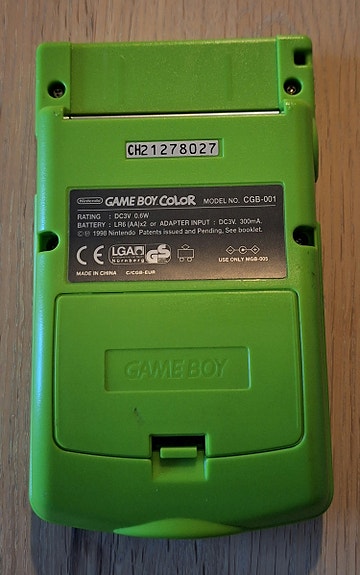 CH21278027
Nintendo GAME BOY COLOR MODEL NO. CGB-001
RATING : DC3V 0.6W
BATTERY : LR6 (AA)x2 or ADAPTER INPUT : DC3V. 300mA.
©Ⓟ 1998 Nintendo Patents issued and Pending, See booklet.
CE LGA Nürnberg GS
USE ONLY MGB-005
MADE IN CHINA C/CGB-EUR
GAME BOY